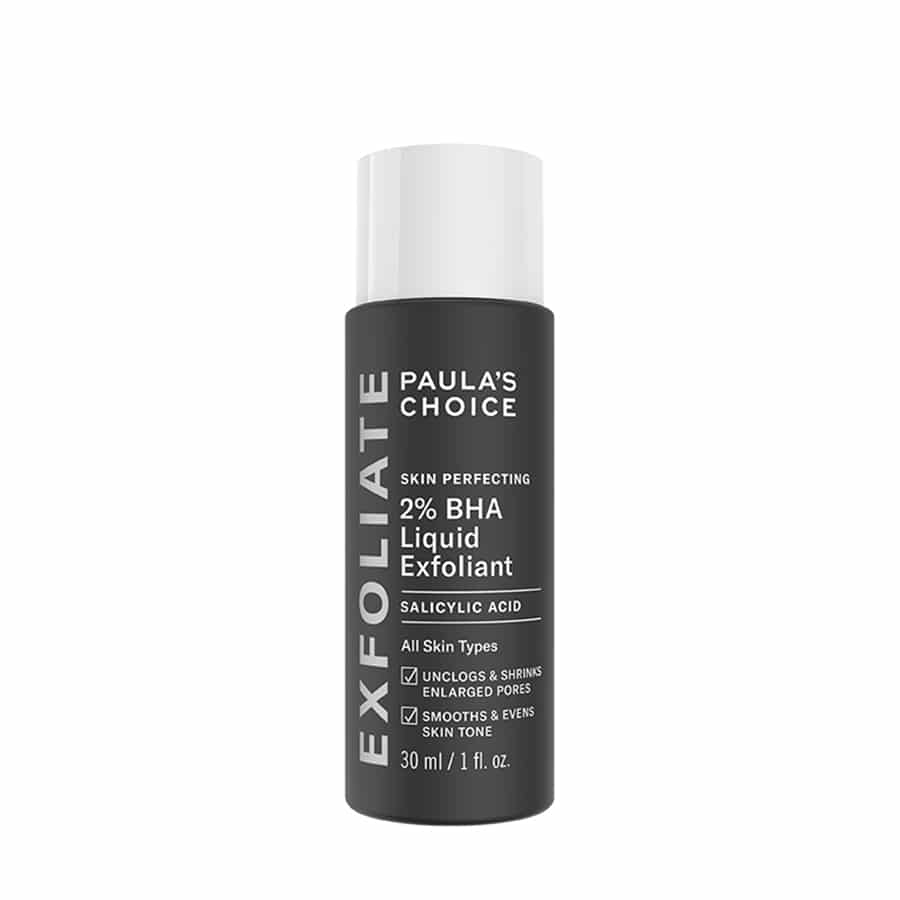 EXFOLIATE
PAULA'S
CHOICE
SKIN PERFECTING
2% BHA
Liquid
Exfoliant
SALICYLIC ACID
All Skin Types
☑ UNCLOGS & SHRINKS
ENLARGED PORES
☑ SMOOTHS & EVENS
SKIN TONE
30 ml / 1 fl. oz.